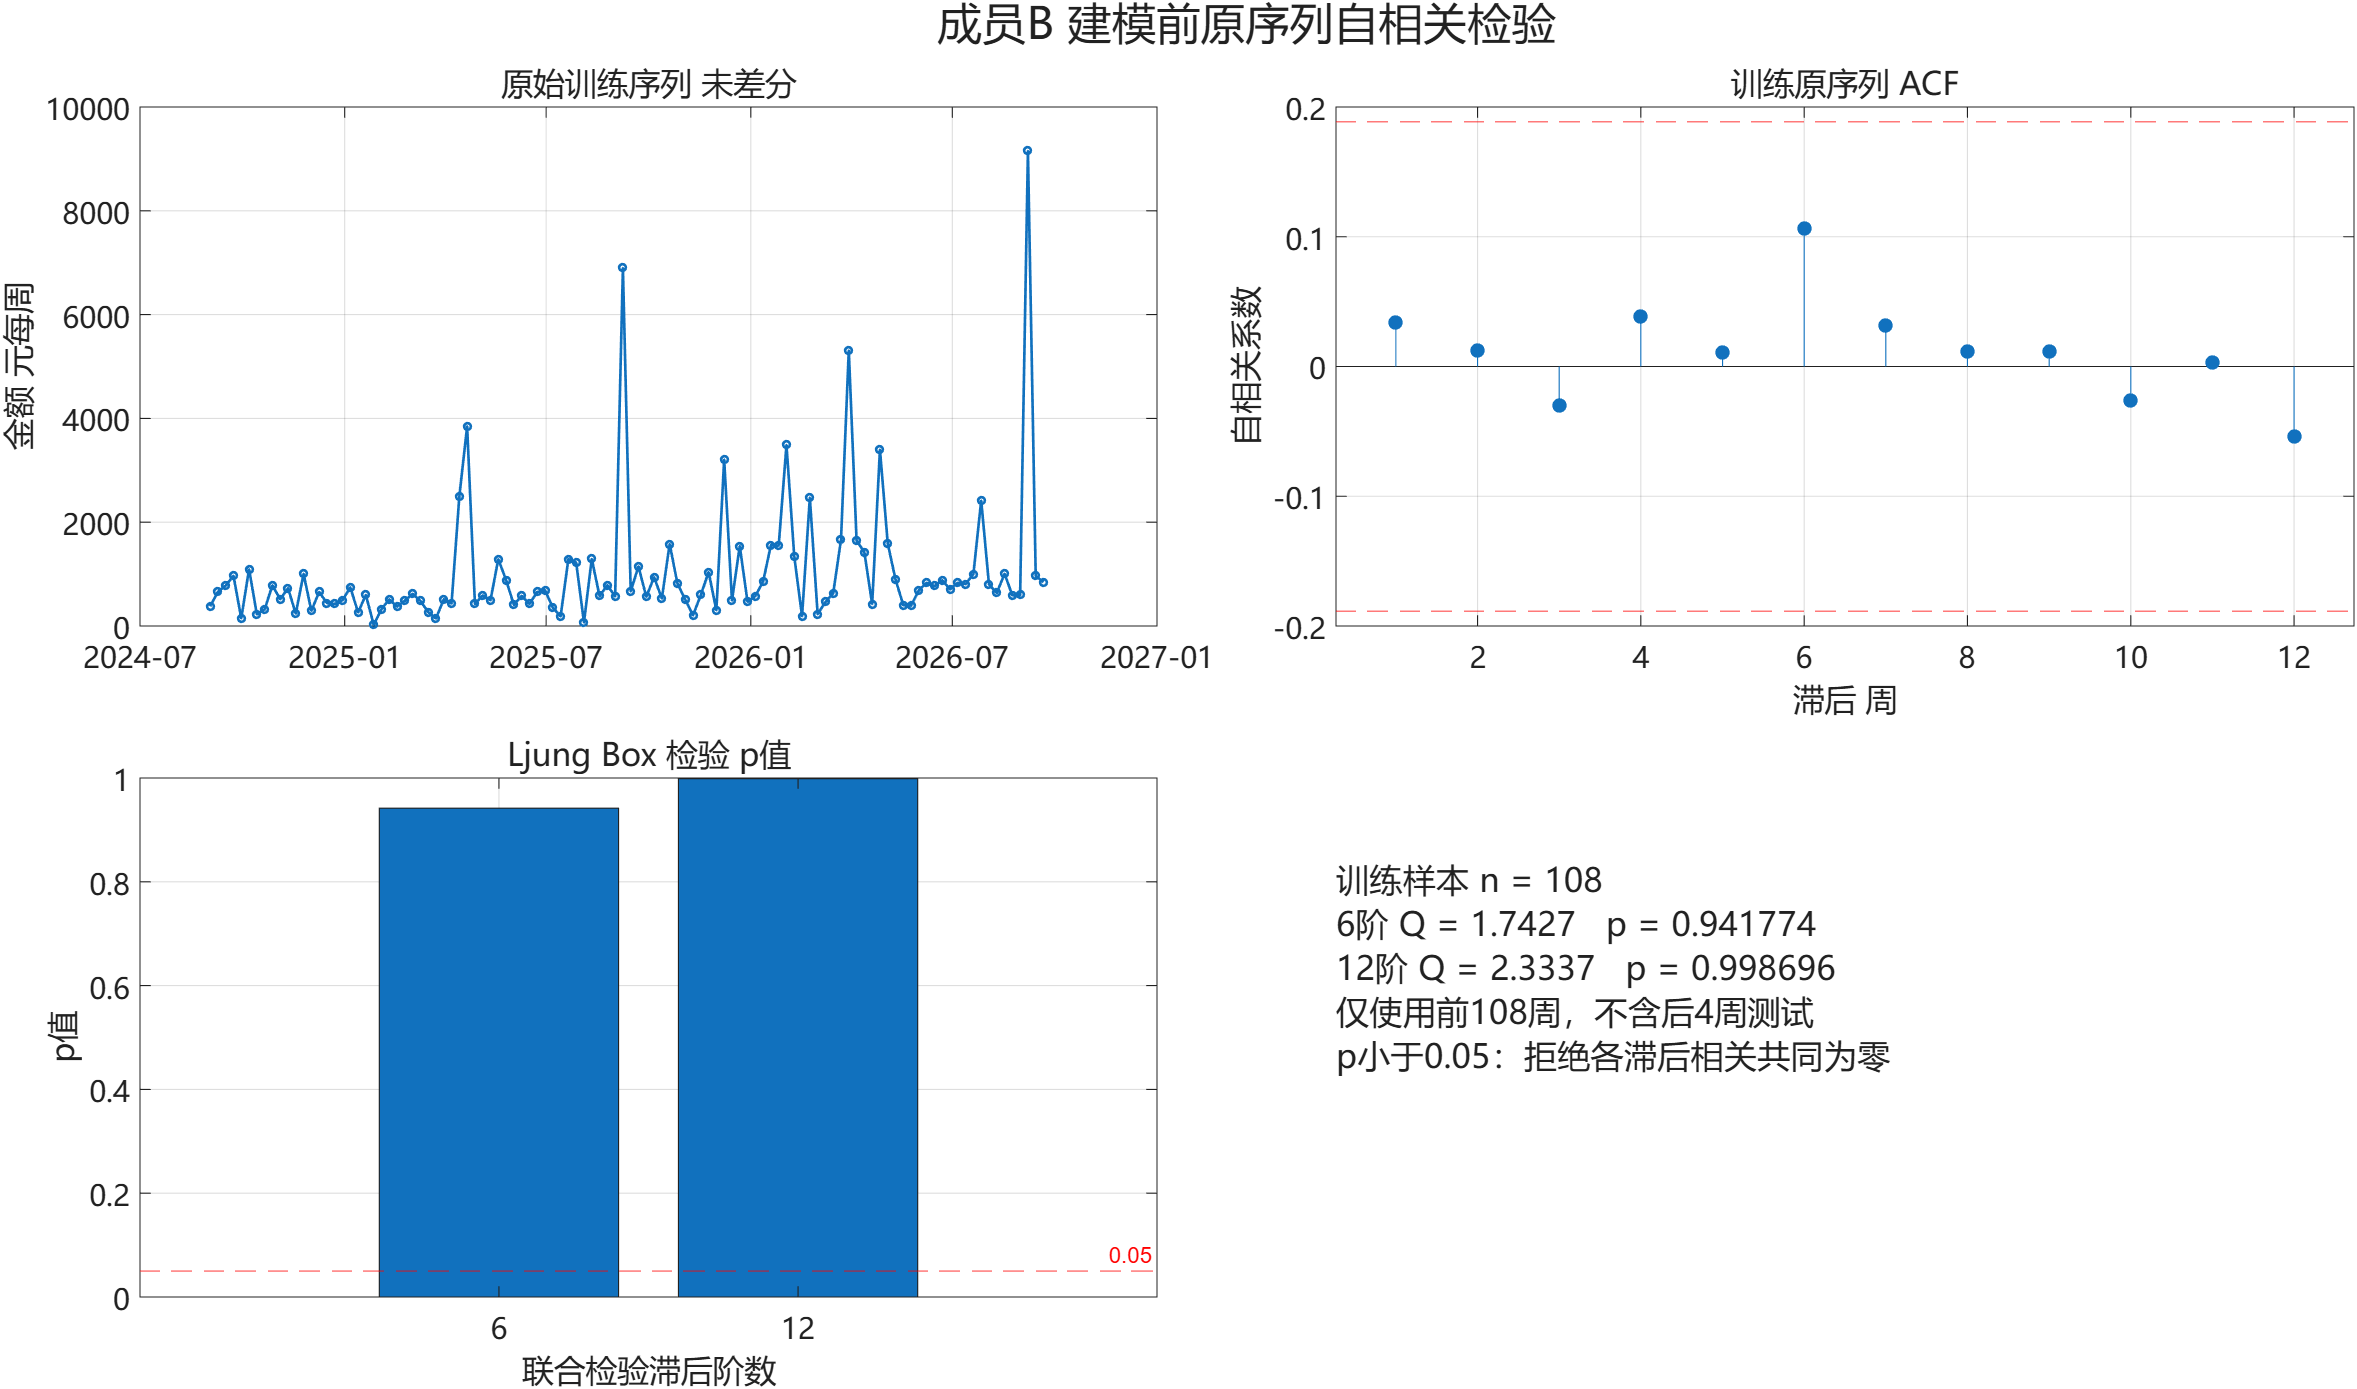 成员B 建模前原序列自相关检验
原始训练序列 未差分
10000
8000
6000
4000
2000
0
金额 元每周
2024-07 2025-01 2025-07 2026-01 2026-07 2027-01
训练原序列 ACF
0.2
0.1
0
-0.1
-0.2
自相关系数
2 4 6 8 10 12
滞后 周
Ljung Box 检验 p值
1
0.8
0.6
0.4
0.2
0
p值
0.05
6 12
联合检验滞后阶数
训练样本 n = 108
6阶 Q = 1.7427 p = 0.941774
12阶 Q = 2.3337 p = 0.998696
仅使用前108周，不含后4周测试
p小于0.05：拒绝各滞后相关共同为零